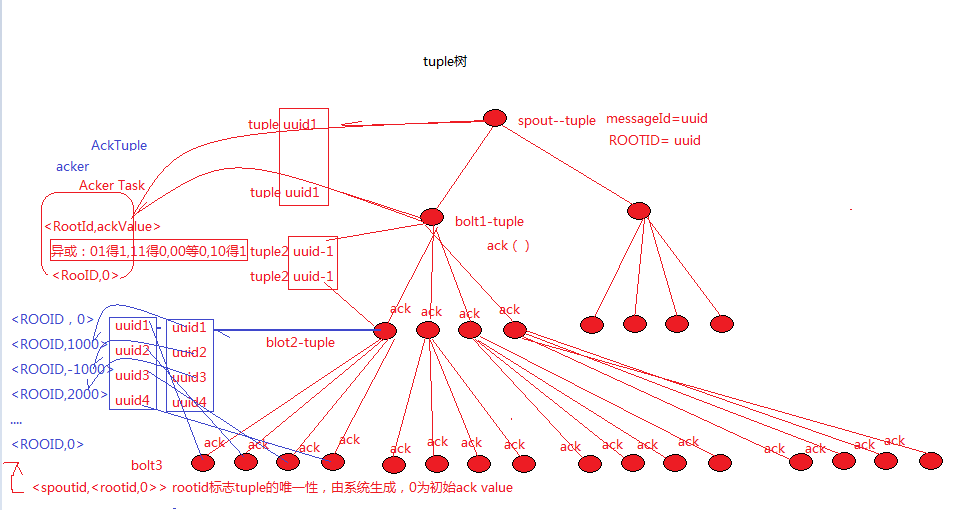 tuple树
tuple uuid1
spout--tuple
messageId=uuid
ROOTID= uuid
AckTuple
acker
Acker Task
tuple uuid1
<RootId,ackValue>
bolt1-tuple
ack（）
异或：01得1,11得0,00等0,10得1
tuple2 uuid-1
<RooID,0>
tuple2 uuid-1
ack ack ack ack
<ROOID，0>
uuid1 uuid1
blot2-tuple
<ROOID,1000>
uuid2 uuid2
<ROOID,-1000>
uuid3 uuid3
<ROOID,2000>
uuid4 uuid4
....
<ROOID,0>
ack ack ack ack ack ack ack ack ack ack ack ack ack ack ack ack
bolt3
<spoutid,<rootid,0>> rootid标志tuple的唯一性，由系统生成，0为初始ack value